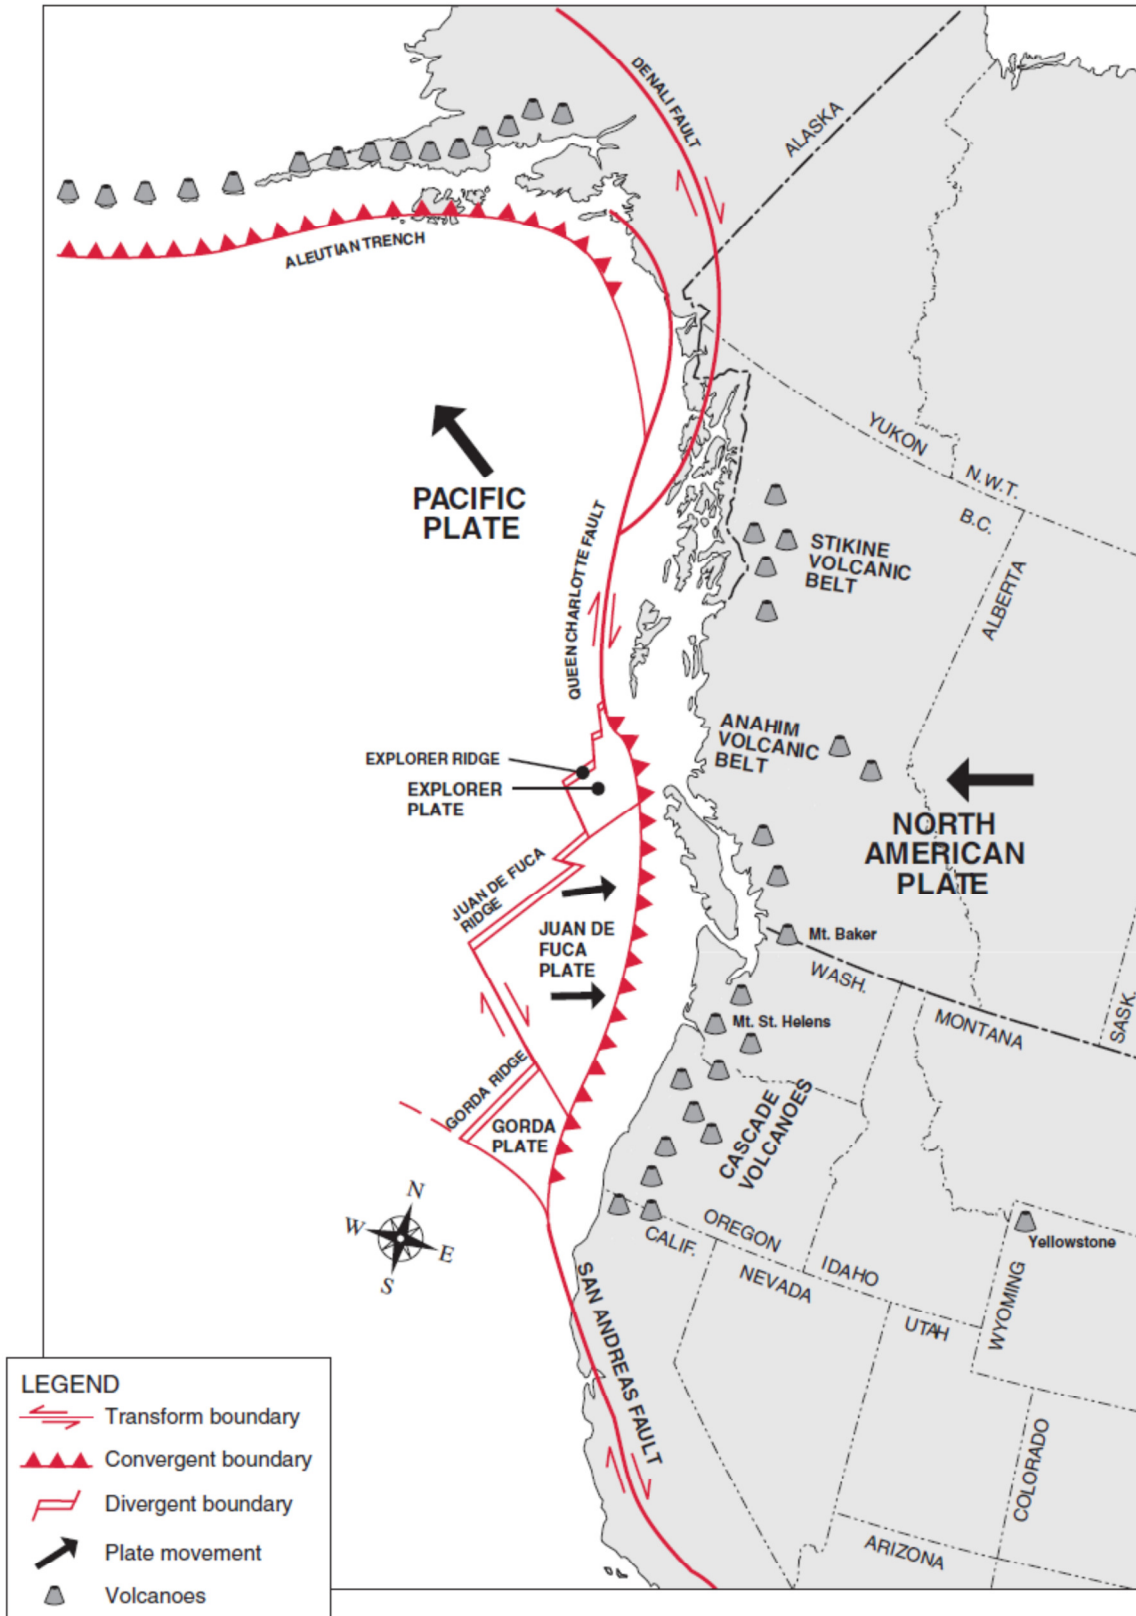 DENALI FAULT
ALASKA
ALEUTIAN TRENCH
PACIFIC
PLATE
YUKON
N.W.T.
B.C.
ALBERTA
STIKINE
VOLCANIC
BELT
QUEEN CHARLOTTE FAULT
ANAHIM
VOLCANIC
BELT
EXPLORER RIDGE
EXPLORER
PLATE
NORTH
AMERICAN
PLATE
JUAN DE FUCA
RIDGE
JUAN DE
FUCA
PLATE
Mt. Baker
WASH.
MONTANA
SASK.
Mt. St. Helens
GORDA RIDGE
GORDA
PLATE
CASCADE
VOLCANOES
N
W
E
S
OREGON
CALIF.
NEVADA
IDAHO
Yellowstone
WYOMING
UTAH
SAN ANDREAS FAULT
COLORADO
ARIZONA
LEGEND
Transform boundary
Convergent boundary
Divergent boundary
Plate movement
Volcanoes